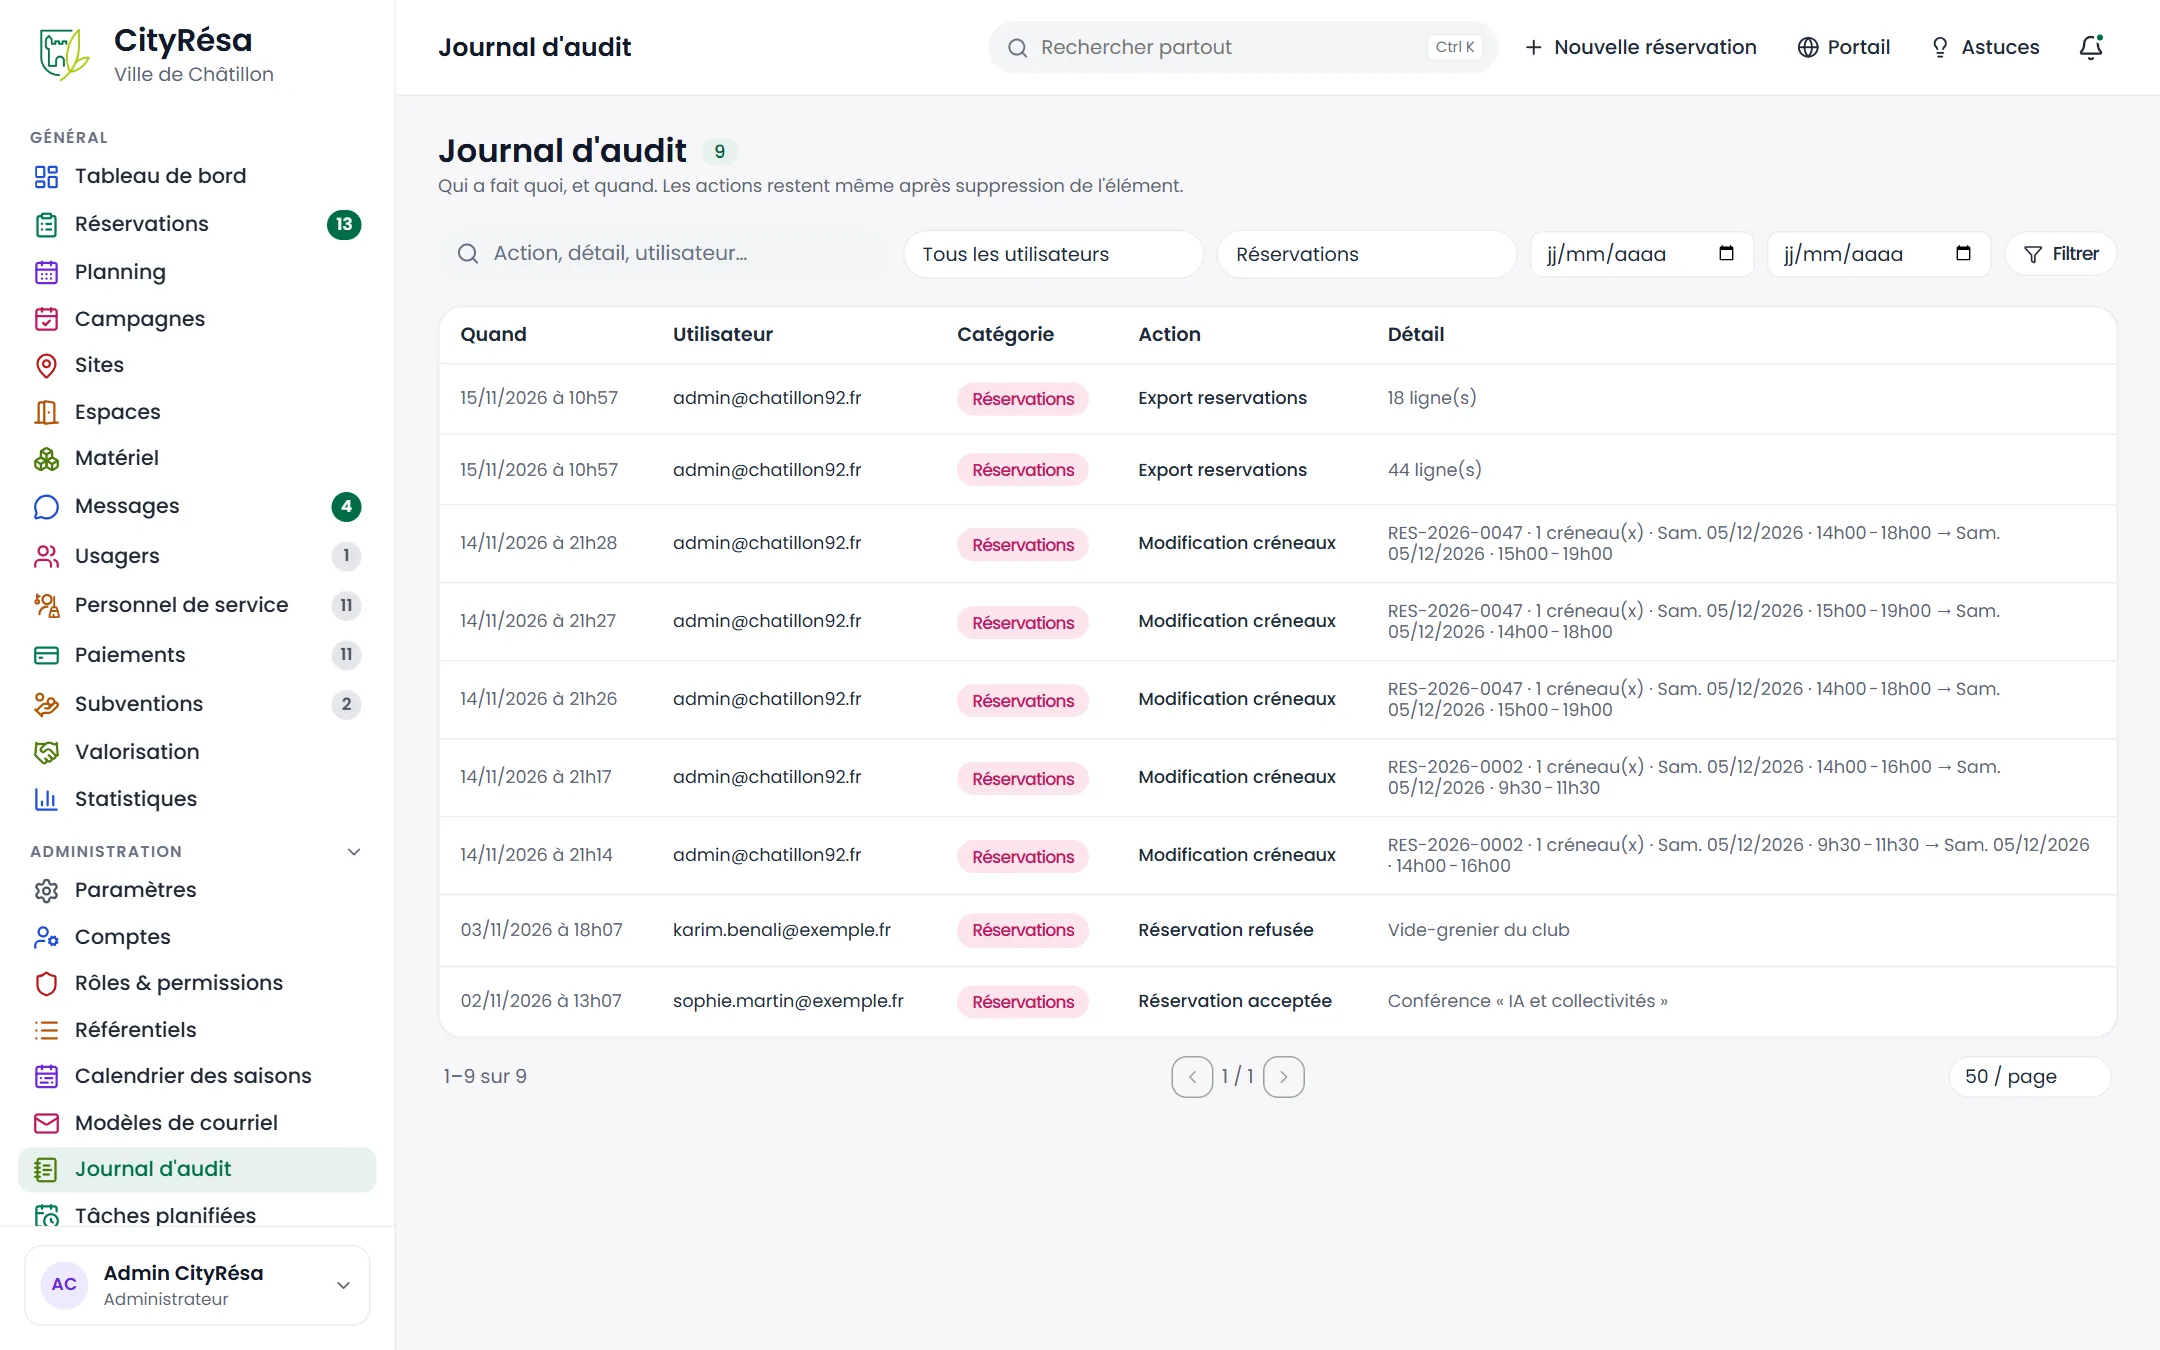 CityRésa
Ville de Châtillon
GÉNÉRAL
Tableau de bord
Réservations 13
Planning
Campagnes
Sites
Espaces
Matériel
Messages 4
Usagers 1
Personnel de service 11
Paiements 11
Subventions 2
Valorisation
Statistiques
ADMINISTRATION
Paramètres
Comptes
Rôles & permissions
Référentiels
Calendrier des saisons
Modèles de courriel
Journal d'audit
Tâches planifiées
AC
Admin CityRésa
Administrateur
Journal d'audit
Rechercher partout Ctrl K
Nouvelle réservation
Portail
Astuces
Journal d'audit 9
Qui a fait quoi, et quand. Les actions restent même après suppression de l'élément.
Action, détail, utilisateur... Tous les utilisateurs Réservations jj/mm/aaaa jj/mm/aaaa Filtrer
Quand Utilisateur Catégorie Action Détail
15/11/2026 à 10h57 admin@chatillon92.fr Réservations Export reservations 18 ligne(s)
15/11/2026 à 10h57 admin@chatillon92.fr Réservations Export reservations 44 ligne(s)
14/11/2026 à 21h28 admin@chatillon92.fr Réservations Modification créneaux RES-2026-0047 · 1 créneau(x) · Sam. 05/12/2026 · 14h00–18h00 → Sam.
05/12/2026 · 15h00–19h00
14/11/2026 à 21h27 admin@chatillon92.fr Réservations Modification créneaux RES-2026-0047 · 1 créneau(x) · Sam. 05/12/2026 · 15h00–19h00 → Sam.
05/12/2026 · 14h00–18h00
14/11/2026 à 21h26 admin@chatillon92.fr Réservations Modification créneaux RES-2026-0047 · 1 créneau(x) · Sam. 05/12/2026 · 14h00–18h00 → Sam.
05/12/2026 · 15h00–19h00
14/11/2026 à 21h17 admin@chatillon92.fr Réservations Modification créneaux RES-2026-0002 · 1 créneau(x) · Sam. 05/12/2026 · 14h00–16h00 → Sam.
05/12/2026 · 9h30–11h30
14/11/2026 à 21h14 admin@chatillon92.fr Réservations Modification créneaux RES-2026-0002 · 1 créneau(x) · Sam. 05/12/2026 · 9h30–11h30 → Sam. 05/12/2026
· 14h00–16h00
03/11/2026 à 18h07 karim.benali@exemple.fr Réservations Réservation refusée Vide-grenier du club
02/11/2026 à 13h07 sophie.martin@exemple.fr Réservations Réservation acceptée Conférence « IA et collectivités »
1–9 sur 9 1 / 1 50 / page